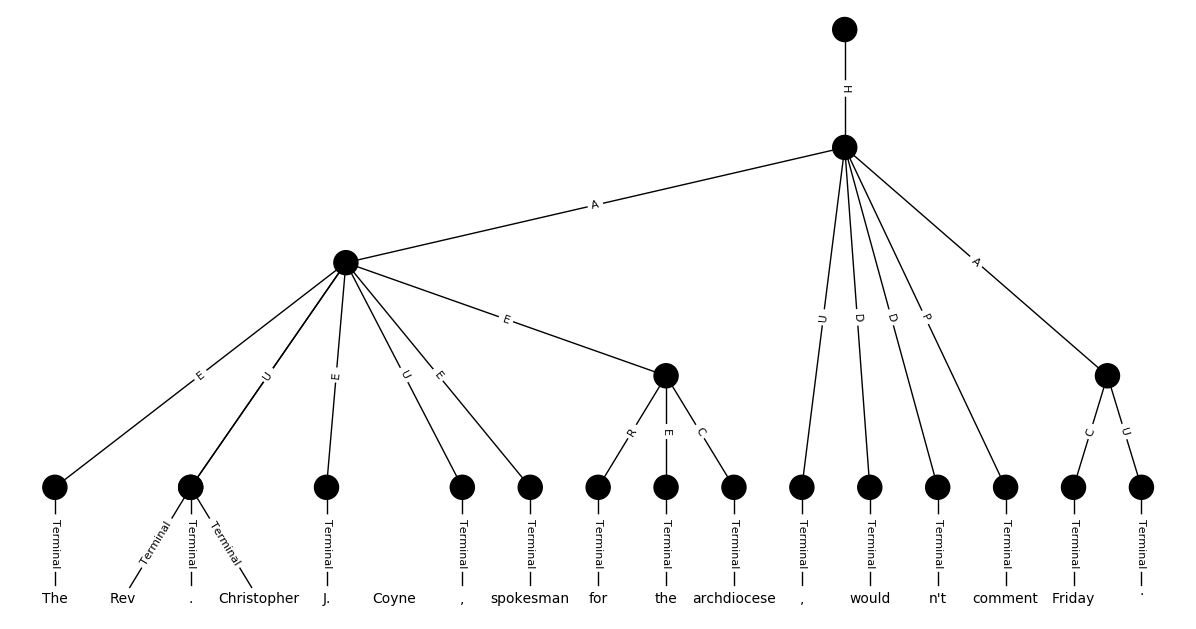 H
A
A
E
U
E
U
E
E
U
D
D
P
R
E
C
C
U
Terminal Terminal Terminal Terminal Terminal Terminal Terminal Terminal Terminal Terminal Terminal Terminal Terminal Terminal Terminal Terminal
The Rev . Christopher J. Coyne , spokesman for the archdiocese , would n't comment Friday .